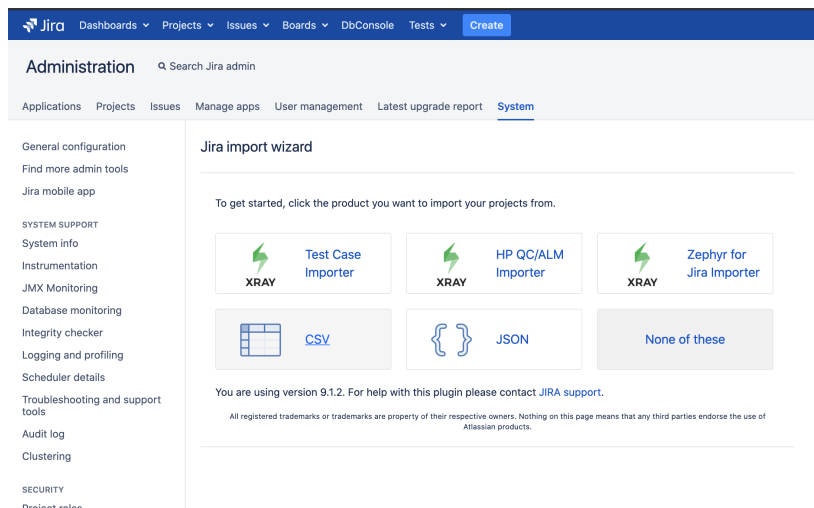 Jira Dashboards Projects Issues Boards DbConsole Tests Create
Administration Search Jira admin
Applications Projects Issues Manage apps User management Latest upgrade report System
General configuration
Find more admin tools
Jira mobile app
SYSTEM SUPPORT
System info
Instrumentation
JMX Monitoring
Database monitoring
Integrity checker
Logging and profiling
Scheduler details
Troubleshooting and support
tools
Audit log
Clustering
SECURITY
Project roles
Jira import wizard
To get started, click the product you want to import your projects from.
XRAY
Test Case
Importer
XRAY
HP QC/ALM
Importer
XRAY
Zephyr for
Jira Importer
CSV
JSON
None of these
You are using version 9.1.2. For help with this plugin please contact JIRA support.
All registered trademarks or trademarks are property of their respective owners. Nothing on this page means that any third parties endorse the use of
Atlassian products.